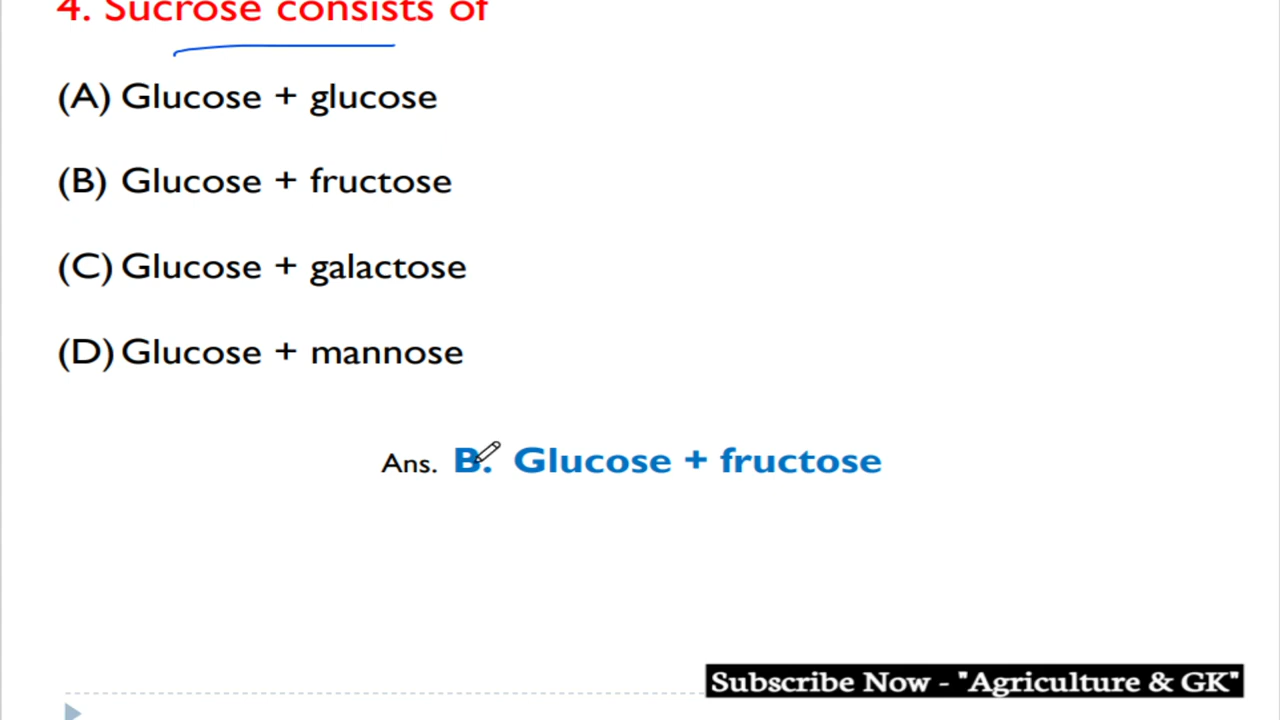 4. Sucrose consists of
(A) Glucose + glucose
(B) Glucose + fructose
(C) Glucose + galactose
(D) Glucose + mannose
Ans. B. Glucose + fructose
Subscribe Now - "Agriculture & GK"